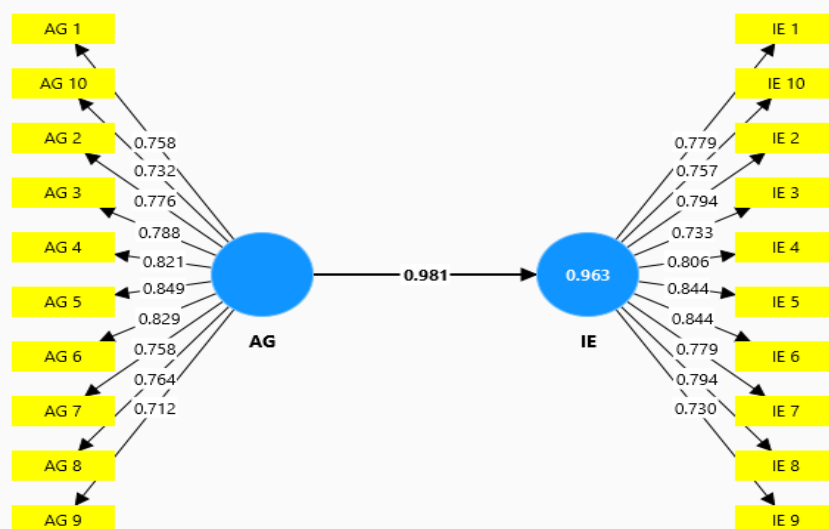 AG 1
AG 10
AG 2
AG 3
AG 4
AG 5
AG 6
AG 7
AG 8
AG 9
0.758
0.732
0.776
0.788
0.821
0.849
0.829
0.758
0.764
0.712
AG
0.981
0.963
IE
0.779
0.757
0.794
0.733
0.806
0.844
0.844
0.779
0.794
0.730
IE 1
IE 10
IE 2
IE 3
IE 4
IE 5
IE 6
IE 7
IE 8
IE 9